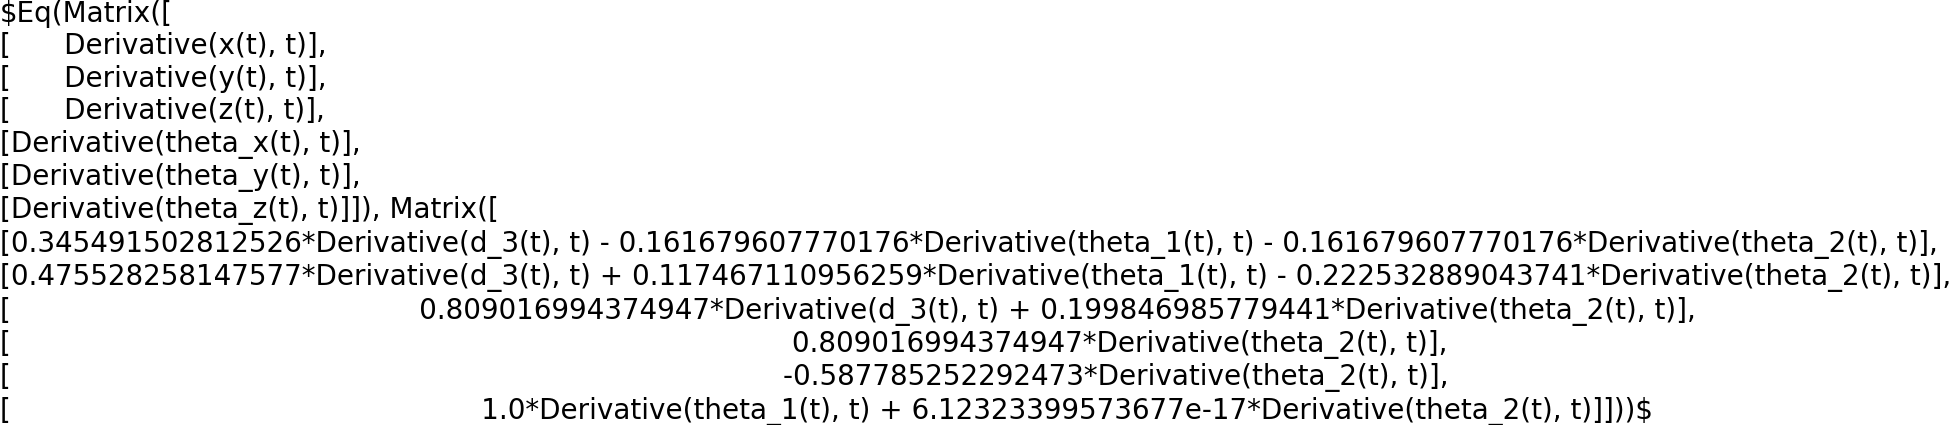 $Eq(Matrix([
[      Derivative(x(t), t)],
[      Derivative(y(t), t)],
[      Derivative(z(t), t)],
[Derivative(theta_x(t), t)],
[Derivative(theta_y(t), t)],
[Derivative(theta_z(t), t)]]), Matrix([
[0.345491502812526*Derivative(d_3(t), t) - 0.161679607770176*Derivative(theta_1(t), t) - 0.161679607770176*Derivative(theta_2(t), t)],
[0.475528258147577*Derivative(d_3(t), t) + 0.117467110956259*Derivative(theta_1(t), t) - 0.222532889043741*Derivative(theta_2(t), t)],
[                                              0.809016994374947*Derivative(d_3(t), t) + 0.199846985779441*Derivative(theta_2(t), t)],
[                                                                                        0.809016994374947*Derivative(theta_2(t), t)],
[                                                                                       -0.587785252292473*Derivative(theta_2(t), t)],
[                                                     1.0*Derivative(theta_1(t), t) + 6.12323399573677e-17*Derivative(theta_2(t), t)]]))$